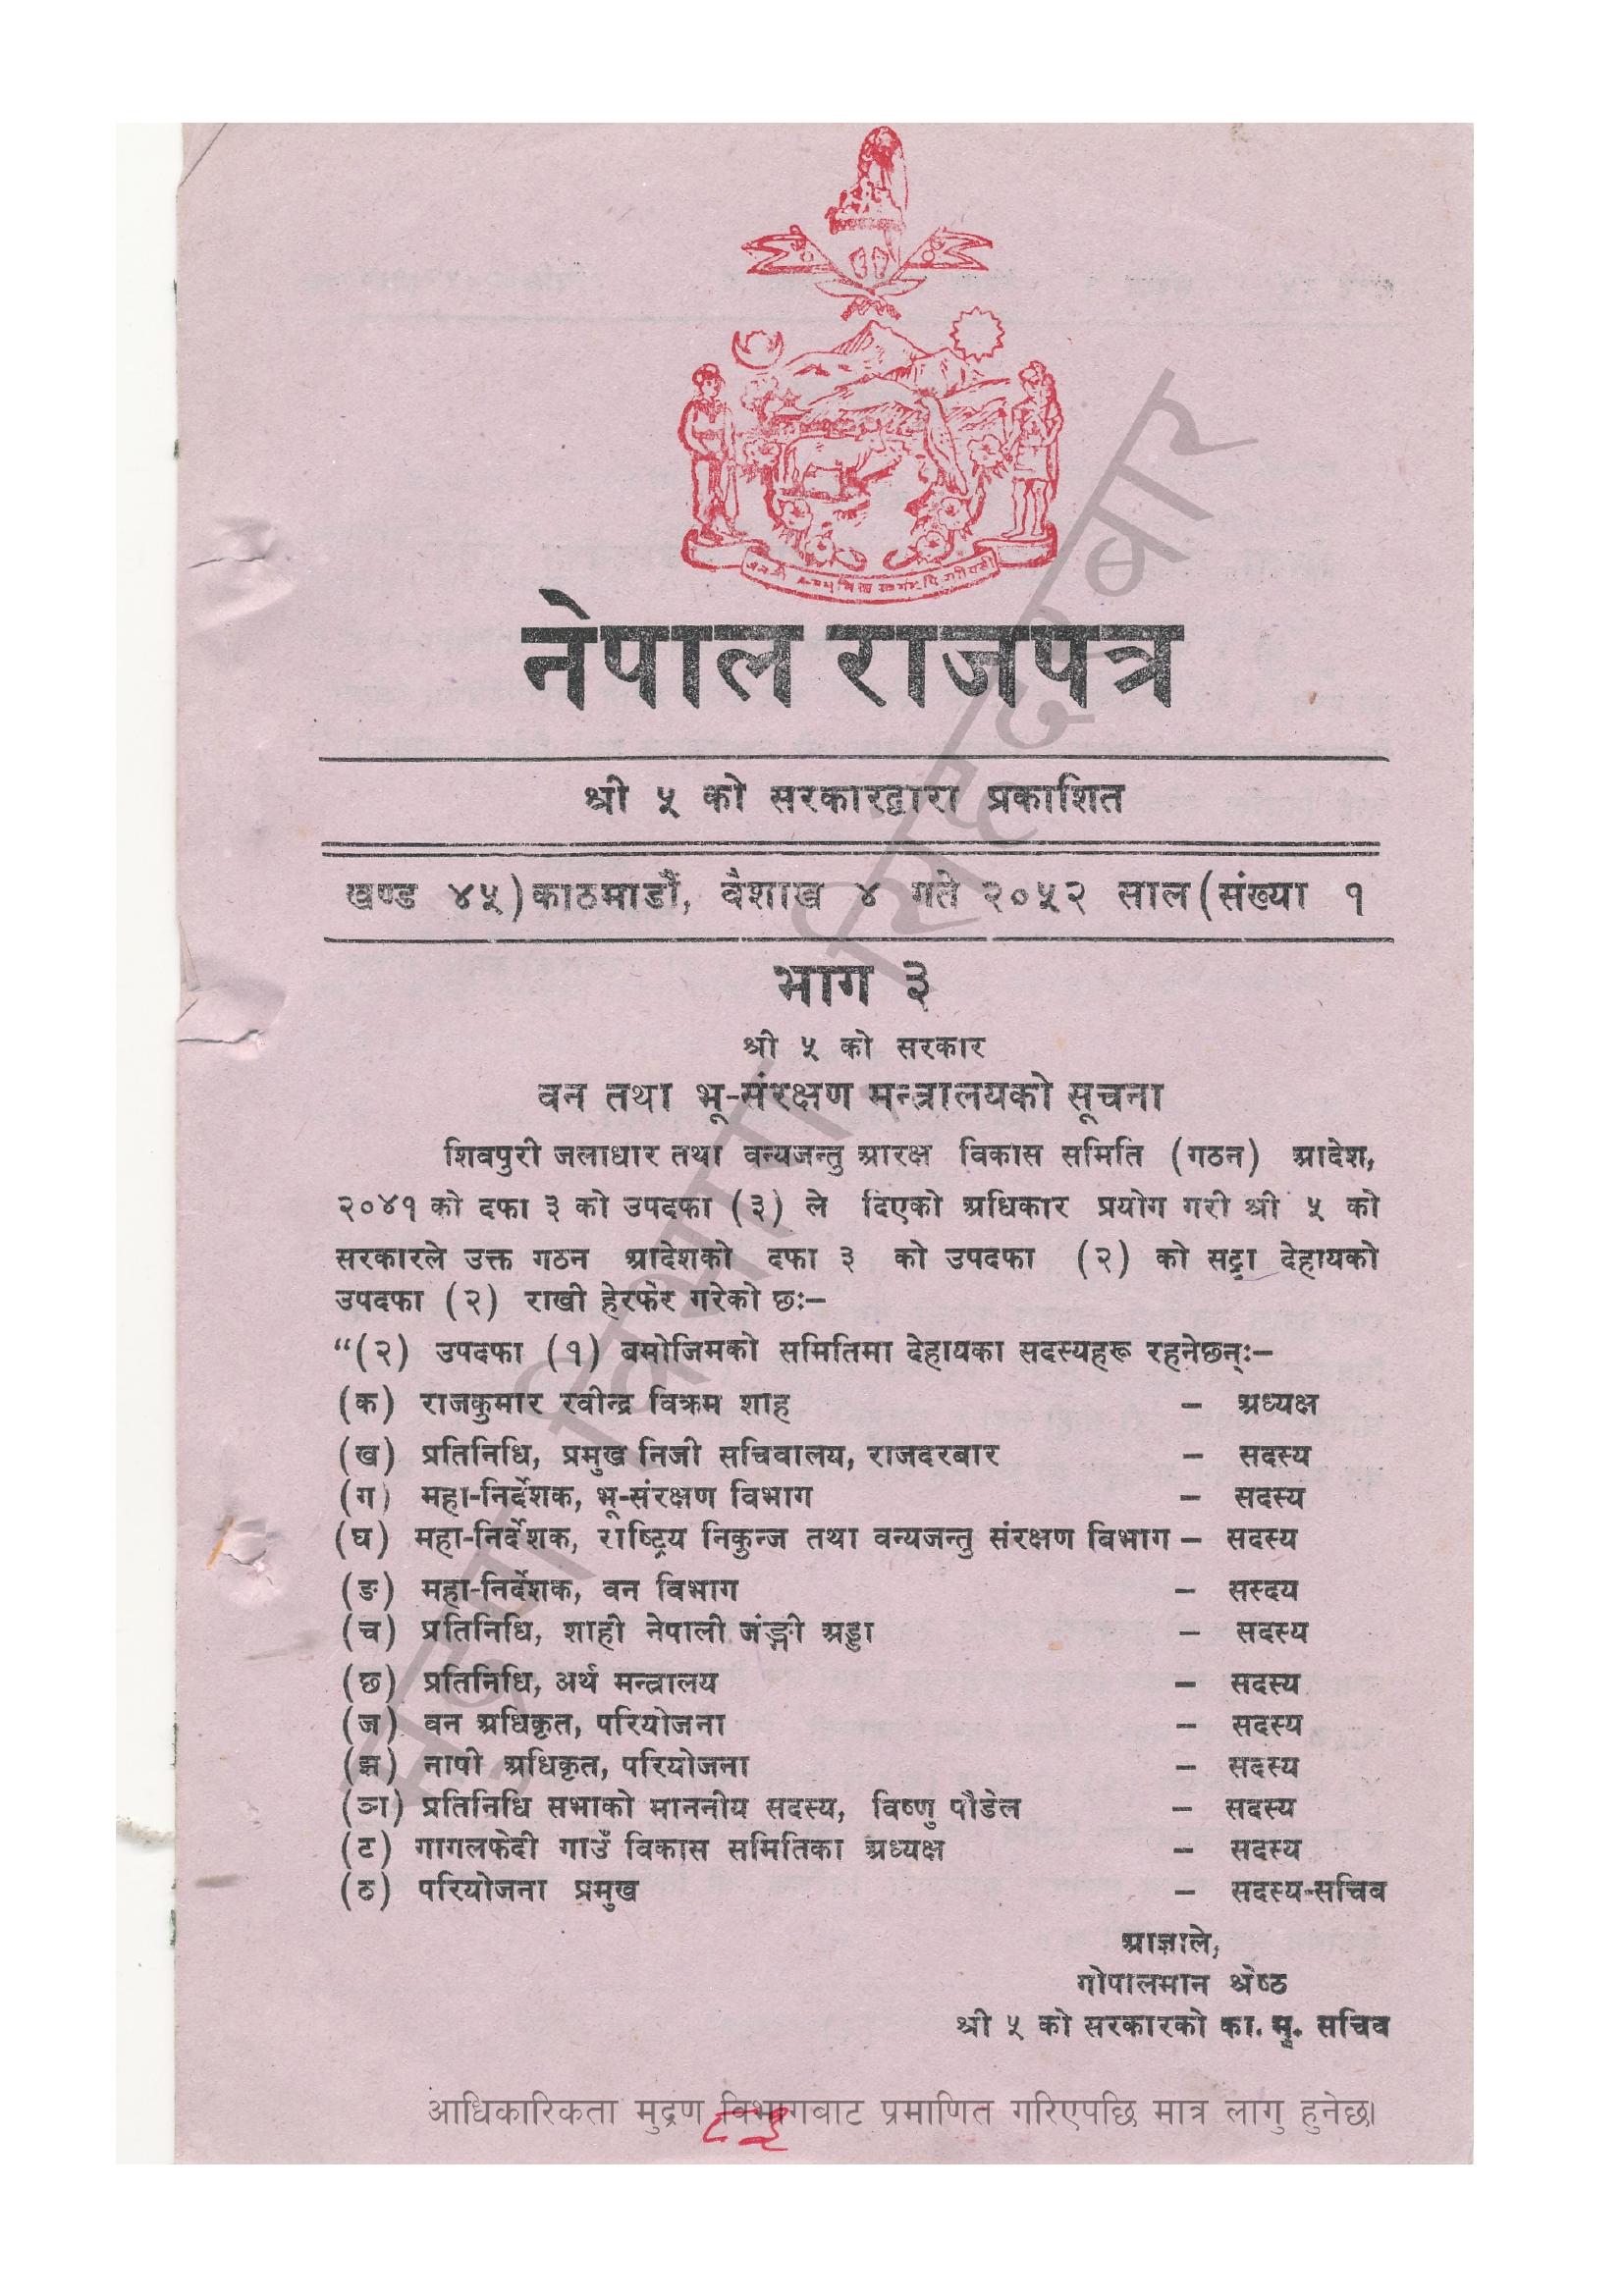 नेपाल राजपत्र
श्री ५ को सरकारद्वारा प्रकाशित
खण्ड ४५) काठमाडौं, वैशाख ४ गते २०५२ साल (संख्या १
भाग ३
श्री ५ को सरकार
वन तथा भू-संरक्षण मन्त्रालयको सूचना
शिवपुरी जलाधार तथा वन्यजन्तु आरक्ष विकास समिति (गठन) आदेश,
२०४१ को दफा ३ को उपदफा (३) ले दिएको अधिकार प्रयोग गरी श्री ५ को
सरकारले उक्त गठन आदेशको दफा ३ को उपदफा (२) को सट्टा देहायको
उपदफा (२) राखी हेरफेर गरेको छः–
“(२) उपदफा (१) बमोजिमको समितिमा देहायका सदस्यहरू रहनेछन्ः–
(क) राजकुमार रवीन्द्र विक्रम शाह – अध्यक्ष
(ख) प्रतिनिधि, प्रमुख निजी सचिवालय, राजदरबार – सदस्य
(ग) महा-निर्देशक, भू-संरक्षण विभाग – सदस्य
(घ) महा-निर्देशक, राष्ट्रिय निकुन्ज तथा वन्यजन्तु संरक्षण विभाग – सदस्य
(ङ) महा-निर्देशक, वन विभाग – सस्दय
(च) प्रतिनिधि, शाही नेपाली जंङ्गी अड्डा – सदस्य
(छ) प्रतिनिधि, अर्थ मन्त्रालय – सदस्य
(ज) वन अधिकृत, परियोजना – सदस्य
(झ) नापी अधिकृत, परियोजना – सदस्य
(ञ) प्रतिनिधि सभाको माननीय सदस्य, विष्णु पौडेल – सदस्य
(ट) गागलफेदी गाउँ विकास समितिका अध्यक्ष – सदस्य
(ठ) परियोजना प्रमुख – सदस्य-सचिव
आज्ञाले,
गोपालमान श्रेष्ठ
श्री ५ को सरकारको का. मु. सचिव
आधिकारिकता मुद्रण विभागबाट प्रमाणित गरिएपछि मात्र लागु हुनेछ।
मुद्रण विभाग, सिंहदरबार